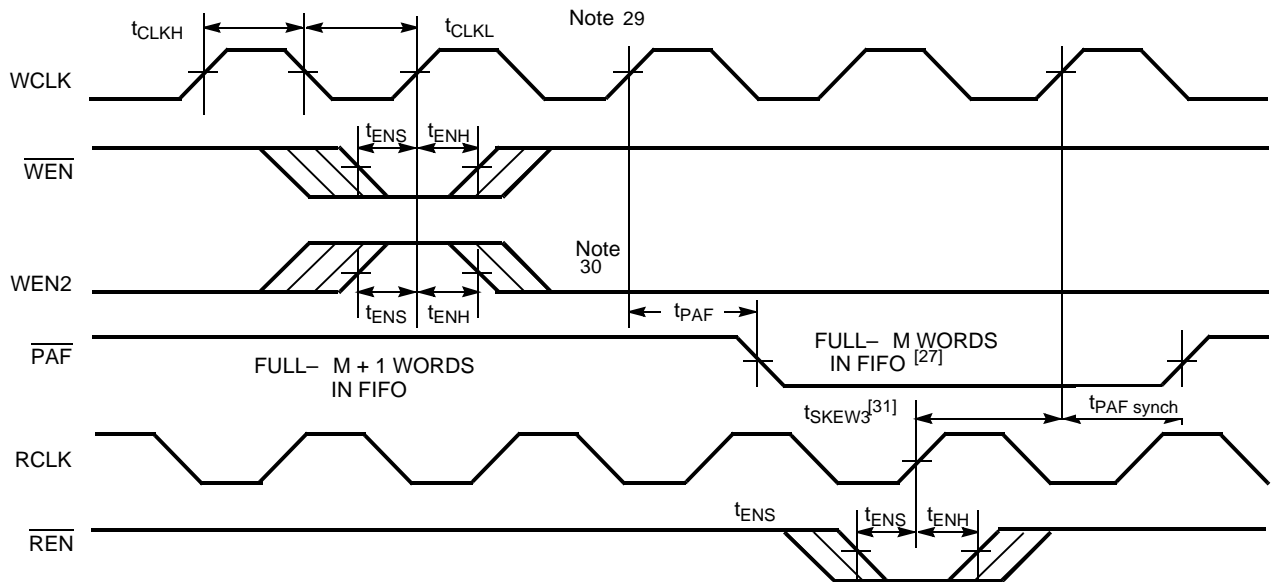 Note 29
tCLKH
tCLKL
WCLK
tENS tENH
WEN
Note
30
WEN2
tENS tENH
tPAF
PAF
FULL– M + 1 WORDS
IN FIFO
FULL– M WORDS
IN FIFO [27]
tSKEW3[31]
tPAF synch
RCLK
tENS tENS tENH
REN